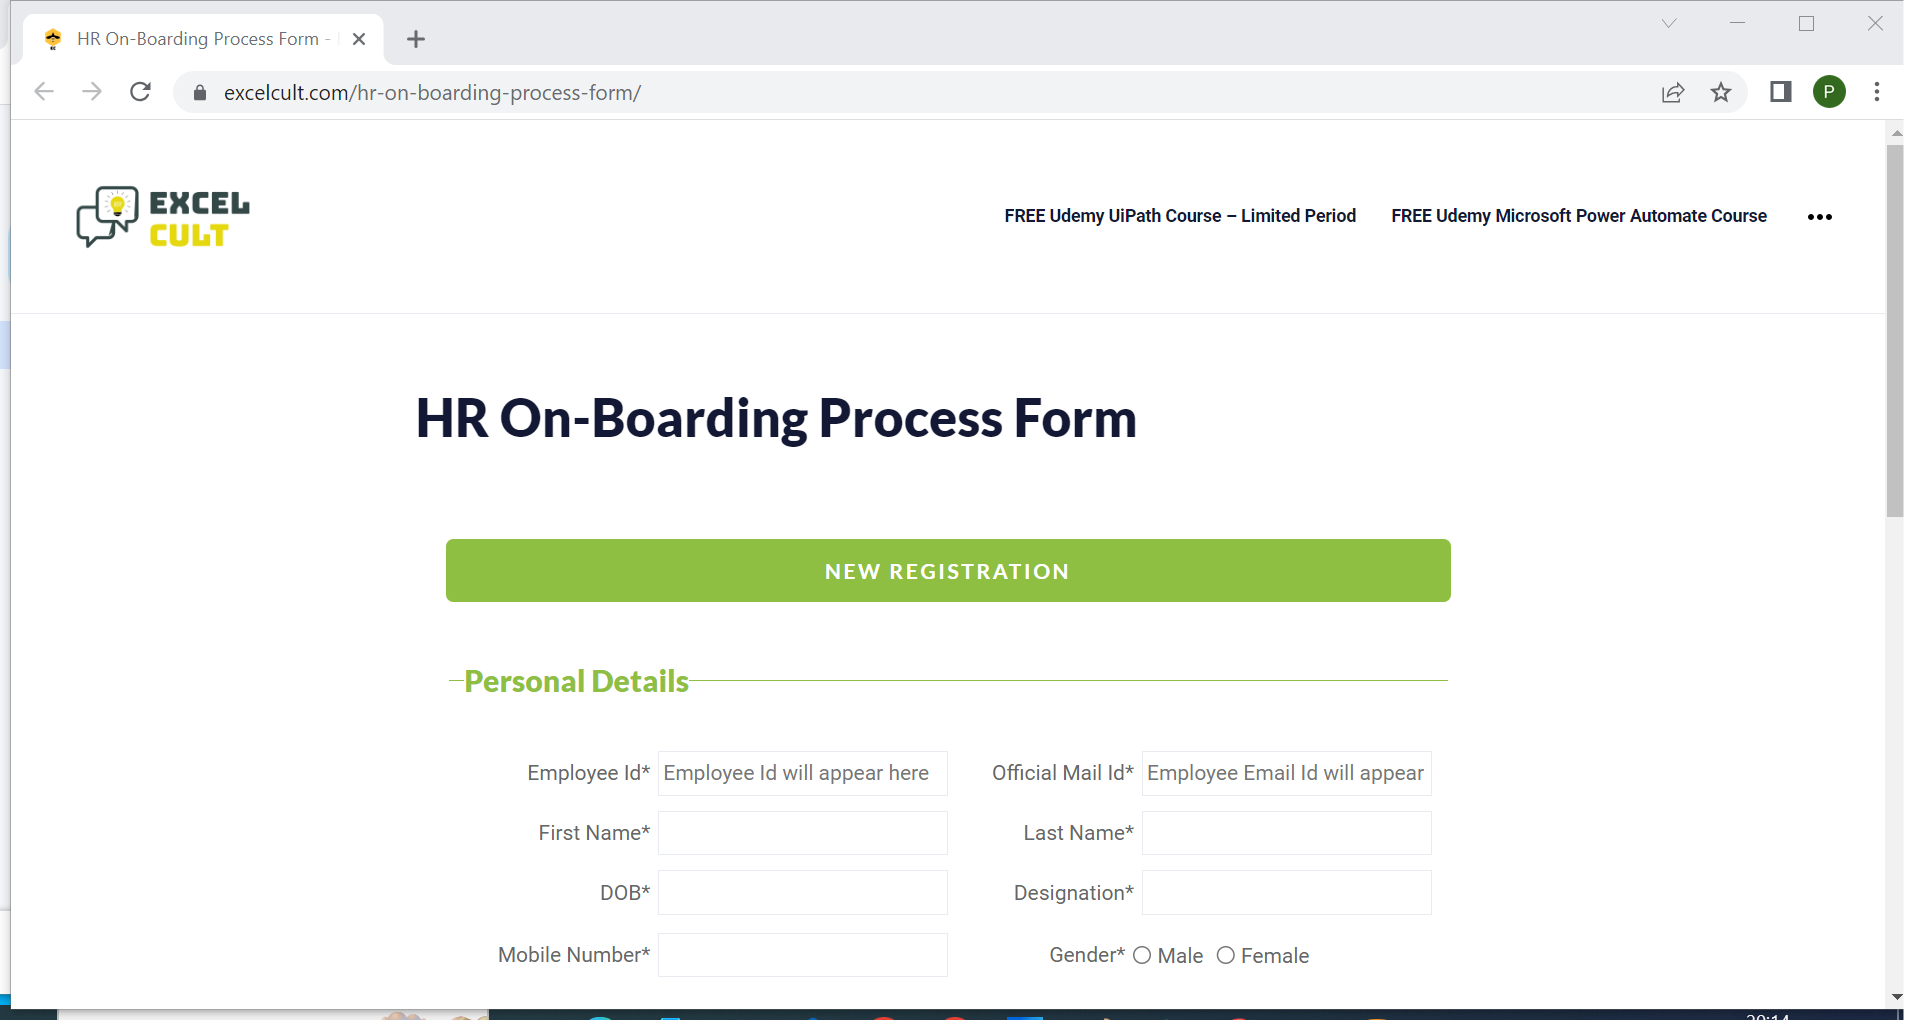 HR On-Boarding Process Form -
excelcult.com/hr-on-boarding-process-form/
P
EXCEL
CULT
FREE Udemy UiPath Course – Limited Period FREE Udemy Microsoft Power Automate Course
HR On-Boarding Process Form
NEW REGISTRATION
Personal Details
Employee Id* Employee Id will appear here Official Mail Id* Employee Email Id will appear
First Name* Last Name*
DOB* Designation*
Mobile Number* Gender* Male Female